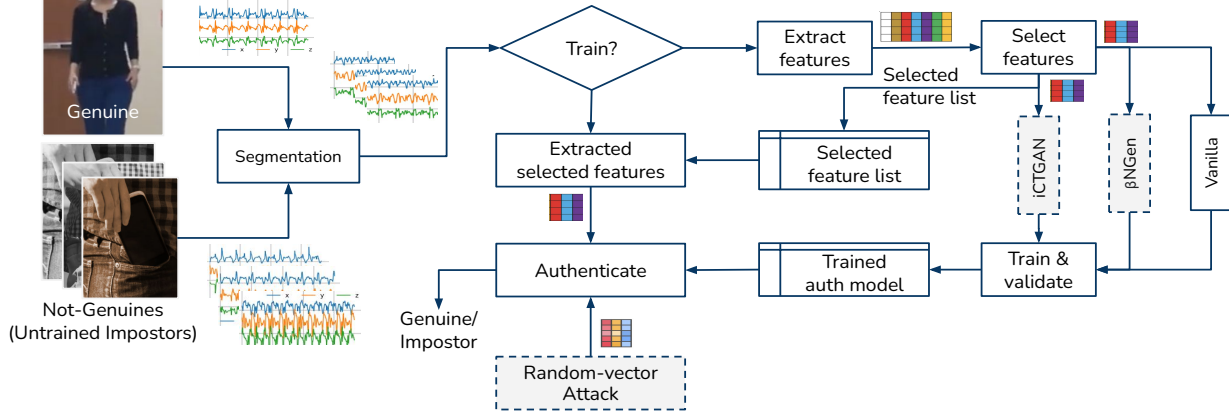 x y z
Genuine
Train?
Extract
features
Select
features
Selected
feature list
Segmentation
Extracted
selected features
Selected
feature list
iCTGAN
βNGen
Vanilla
Not-Genuines
(Untrained Impostors)
x y z
Authenticate
Trained
auth model
Train &
validate
Genuine/
Impostor
Random-vector
Attack